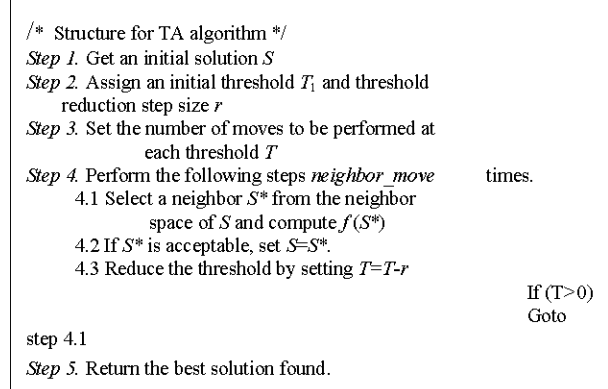 /* Structure for TA algorithm */
Step 1. Get an initial solution S
Step 2. Assign an initial threshold T₁ and threshold
reduction step size r
Step 3. Set the number of moves to be performed at
each threshold T
Step 4. Perform the following steps neighbor_move times.
4.1 Select a neighbor S* from the neighbor
space of S and compute f(S*)
4.2 If S* is acceptable, set S=S*.
4.3 Reduce the threshold by setting T=T-r
If (T>0)
Goto
step 4.1
Step 5. Return the best solution found.